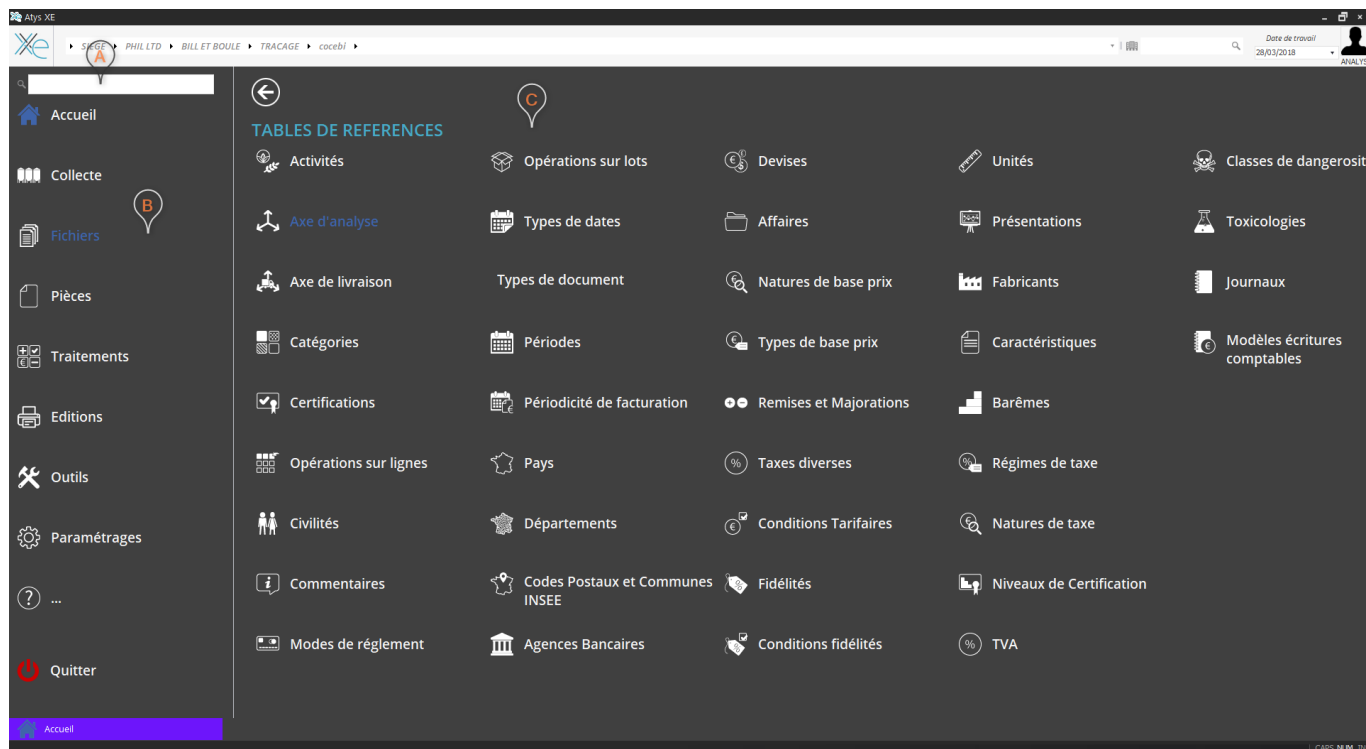 Atys XE
Xe SIEGE PHIL LTD BILL ET BOULE TRACAGE cocebi
Date de travail
28/03/2018
ANALYS
A
B
C
Accueil
Collecte
Fichiers
Pièces
Traitements
Editions
Outils
Paramétrages
...
Quitter
Accueil
TABLES DE REFERENCES
Activités
Opérations sur lots
Devises
Unités
Classes de dangerosit
Axe d'analyse
Types de dates
Affaires
Présentations
Toxicologies
Axe de livraison
Types de document
Natures de base prix
Fabricants
Journaux
Catégories
Périodes
Types de base prix
Caractéristiques
Modèles écritures
comptables
Certifications
Périodicité de facturation
Remises et Majorations
Barêmes
Opérations sur lignes
Pays
Taxes diverses
Régimes de taxe
Civilités
Départements
Conditions Tarifaires
Natures de taxe
Commentaires
Codes Postaux et Communes
INSEE
Fidélités
Niveaux de Certification
Modes de réglement
Agences Bancaires
Conditions fidélités
TVA
CAPS NUM IN